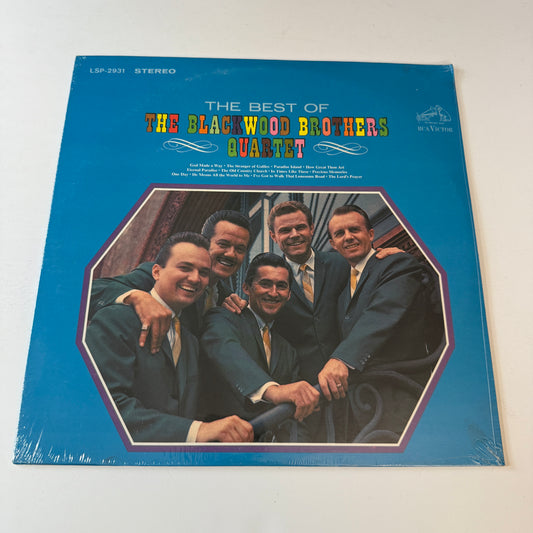 LSP-2931 STEREO
THE BEST OF
THE BLACKWOOD BROTHERS
QUARTET
RCA VICTOR
God Made a Way • The Stranger of Galilee • Paradise Island • How Great Thou Art
Eternal Paradise • The Old Country Church • In Times Like These • Precious Memories
One Day • He Means All the World to Me • I've Got to Walk That Lonesome Road • The Lord's Prayer